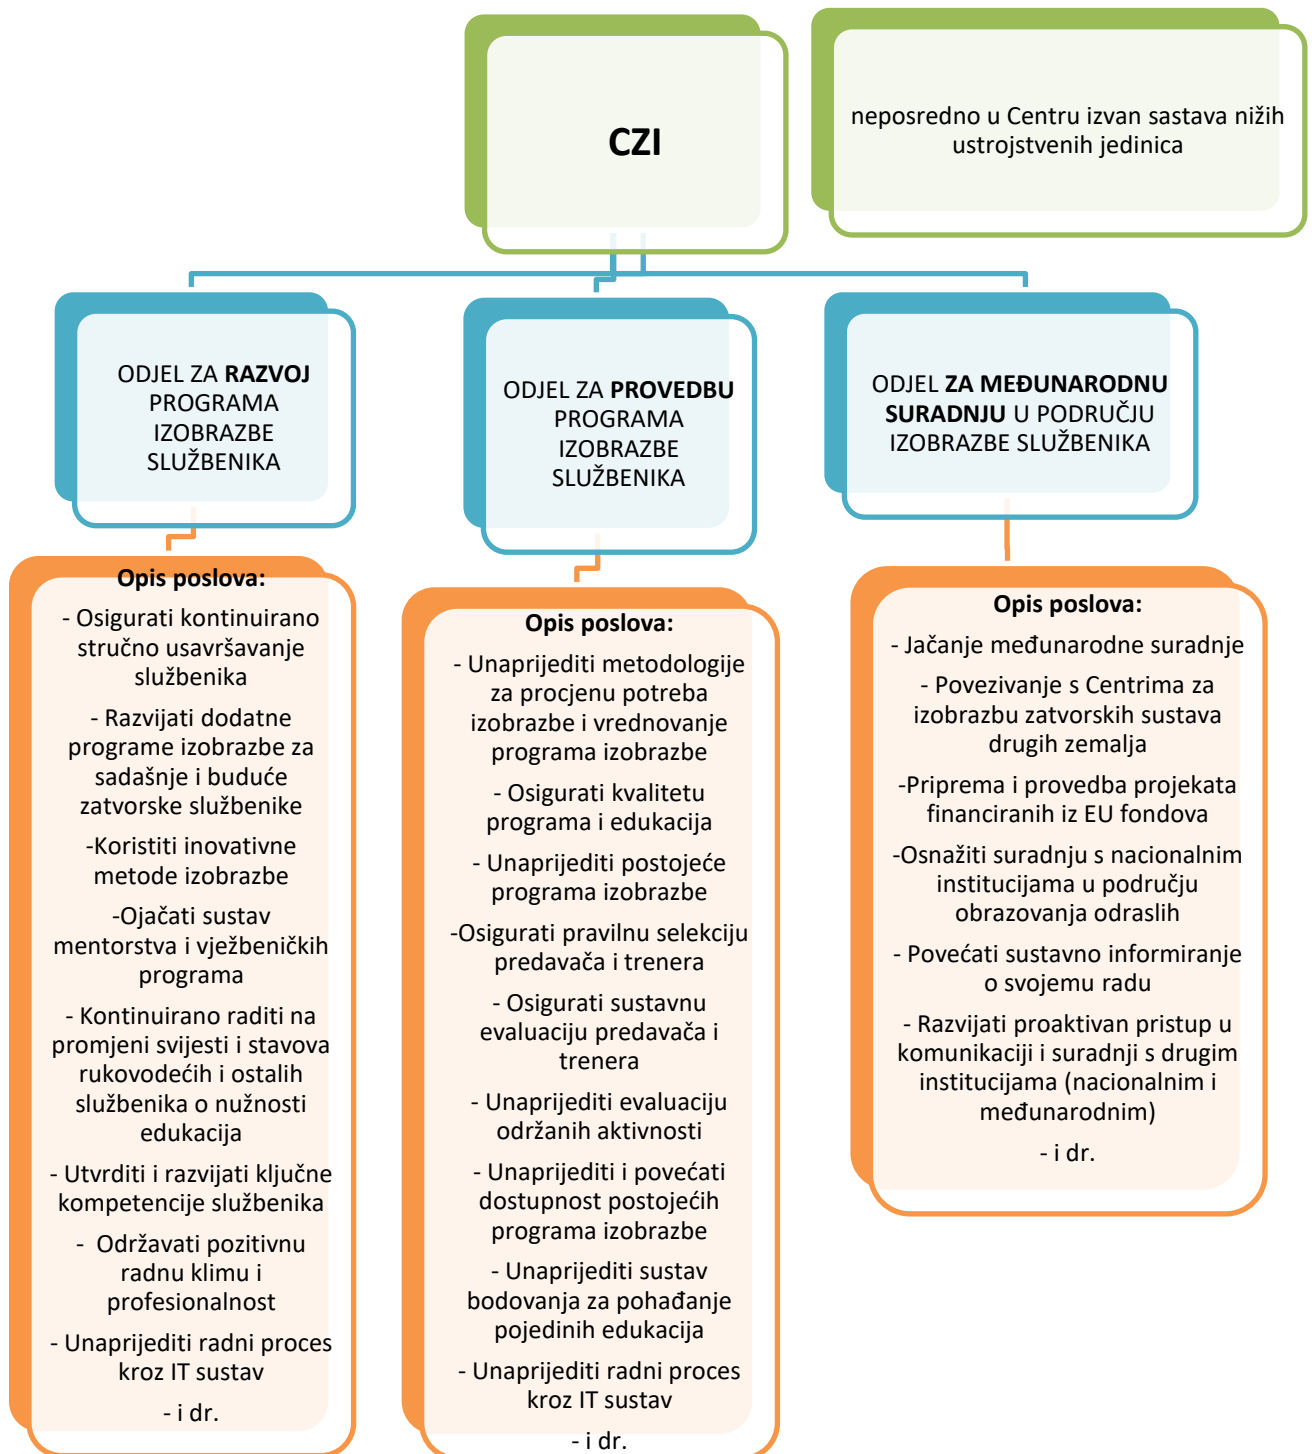 CZI
neposredno u Centru izvan sastava nižih
ustrojstvenih jedinica
ODJEL ZA RAZVOJ
PROGRAMA
IZOBRAZBE
SLUŽBENIKA
ODJEL ZA PROVEDBU
PROGRAMA
IZOBRAZBE
SLUŽBENIKA
ODJEL ZA MEĐUNARODNU
SURADNJU U PODRUČJU
IZOBRAZBE SLUŽBENIKA
Opis poslova:
- Osigurati kontinuirano
stručno usavršavanje
službenika
- Razvijati dodatne
programe izobrazbe za
sadašnje i buduće
zatvorske službenike
-Koristiti inovativne
metode izobrazbe
-Ojačati sustav
mentorstva i vježbeničkih
programa
- Kontinuirano raditi na
promjeni svijesti i stavova
rukovodećih i ostalih
službenika o nužnosti
edukacija
- Utvrditi i razvijati ključne
kompetencije službenika
- Održavati pozitivnu
radnu klimu i
profesionalnost
- Unaprijediti radni proces
kroz IT sustav
- i dr.
Opis poslova:
- Unaprijediti metodologije
za procjenu potreba
izobrazbe i vrednovanje
programa izobrazbe
- Osigurati kvalitetu
programa i edukacija
- Unaprijediti postojeće
programa izobrazbe
-Osigurati pravilnu selekciju
predavača i trenera
- Osigurati sustavnu
evaluaciju predavača i
trenera
- Unaprijediti evaluaciju
održanih aktivnosti
- Unaprijediti i povećati
dostupnost postojećih
programa izobrazbe
- Unaprijediti sustav
bodovanja za pohađanje
pojedinih edukacija
- Unaprijediti radni proces
kroz IT sustav
- i dr.
Opis poslova:
- Jačanje međunarodne suradnje
- Povezivanje s Centrima za
izobrazbu zatvorskih sustava
drugih zemalja
-Priprema i provedba projekata
financiranih iz EU fondova
-Osnažiti suradnju s nacionalnim
institucijama u području
obrazovanja odraslih
- Povećati sustavno informiranje
o svojemu radu
- Razvijati proaktivan pristup u
komunikaciji i suradnji s drugim
institucijama (nacionalnim i
međunarodnim)
- i dr.